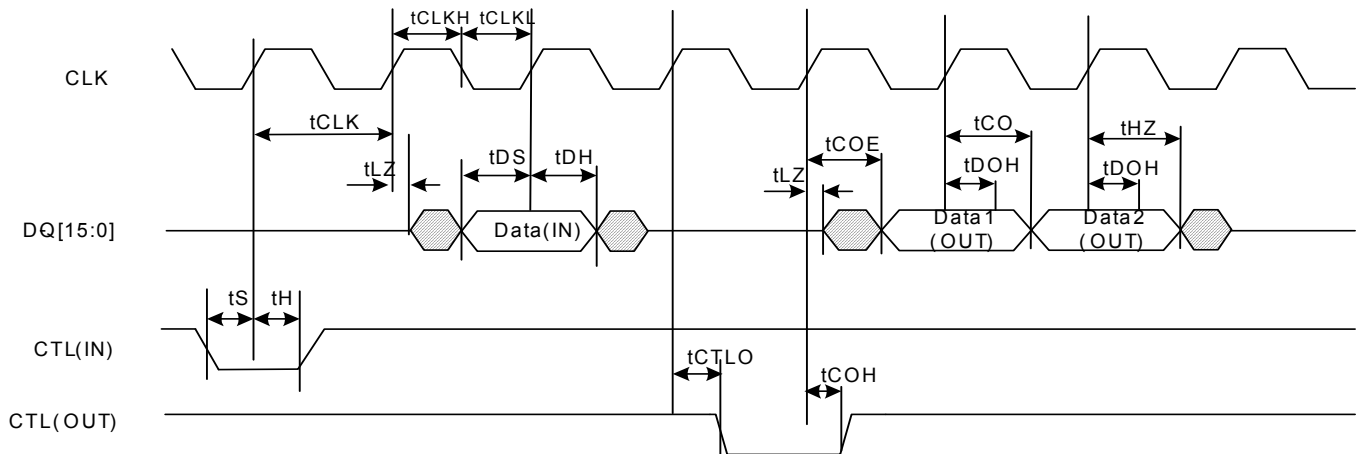 tCLKH tCLKL
CLK
tCLK
tCO
tHZ
tCOE
tDS tDH
tLZ
tLZ
tDOH
tDOH
DQ[15:0]
Data(IN)
Data1
(OUT)
Data2
(OUT)
tS tH
CTL(IN)
tCTLO
tCOH
CTL(OUT)